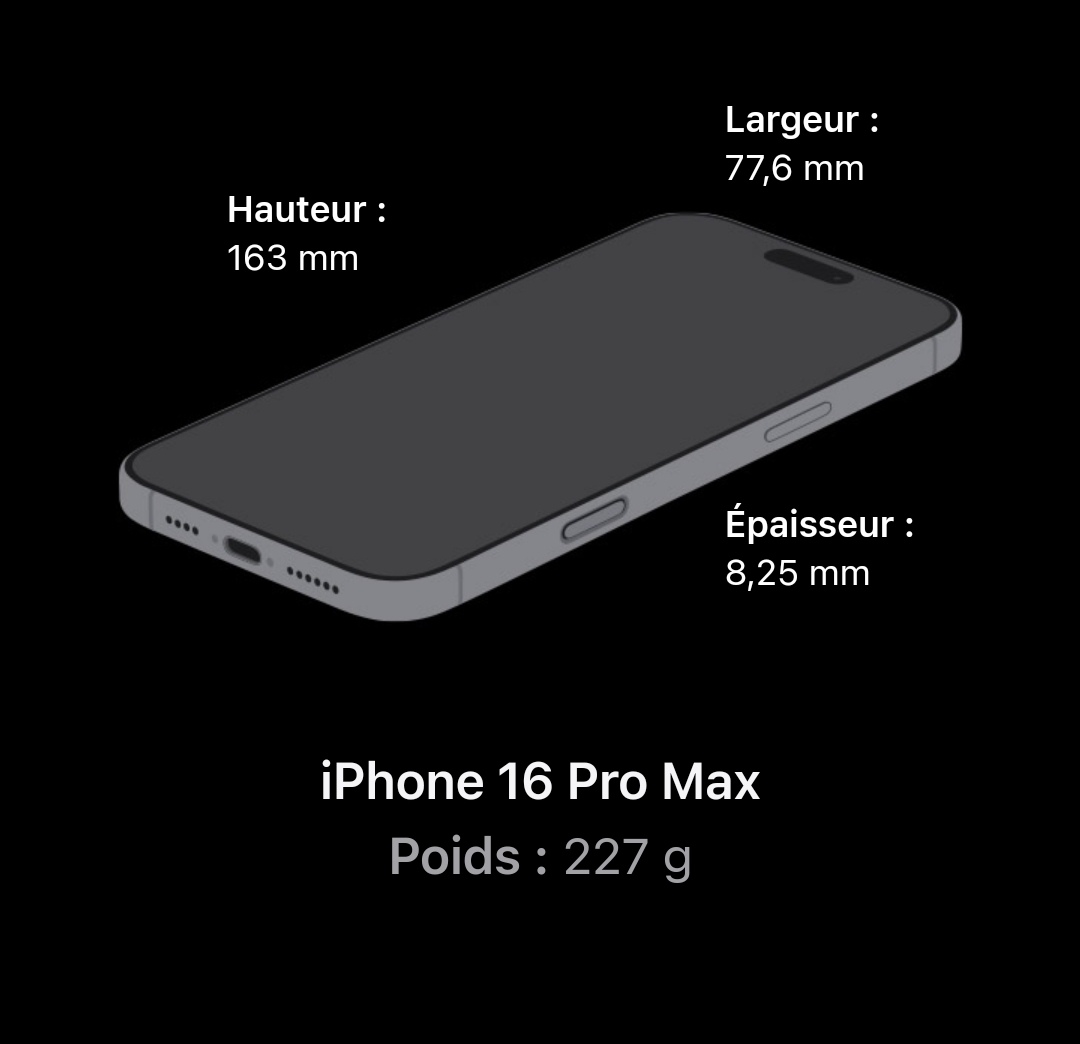 Largeur :
77,6 mm
Hauteur :
163 mm
Épaisseur :
8,25 mm
iPhone 16 Pro Max
Poids : 227 g